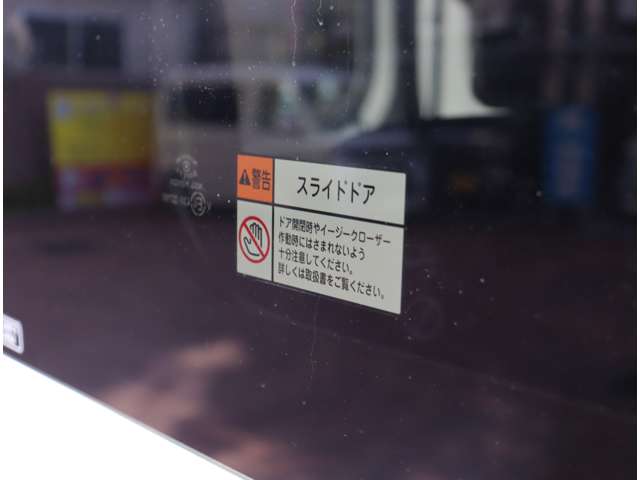 警告
スライドドア
ドア開閉時やイージークローザー
作動時にはさまれないよう
十分注意してください。
詳しくは取扱書をご覧ください。